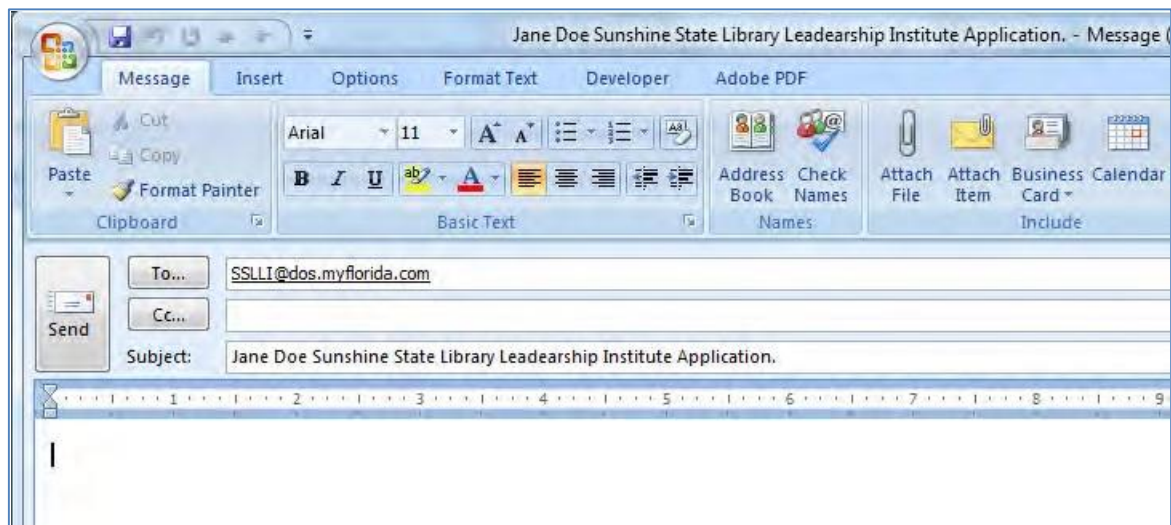 Jane Doe Sunshine State Library Leadearship Institute Application. - Message (
Message Insert Options Format Text Developer Adobe PDF
Paste
Cut
Copy
Format Painter
Clipboard
Arial 11
B I U
Basic Text
Address Book
Check Names
Names
Attach File
Attach Item
Business Card
Calendar
Include
Send
To... SSLLI@dos.myflorida.com
Cc...
Subject: Jane Doe Sunshine State Library Leadearship Institute Application.
1 2 3 4 5 6 7 8 9